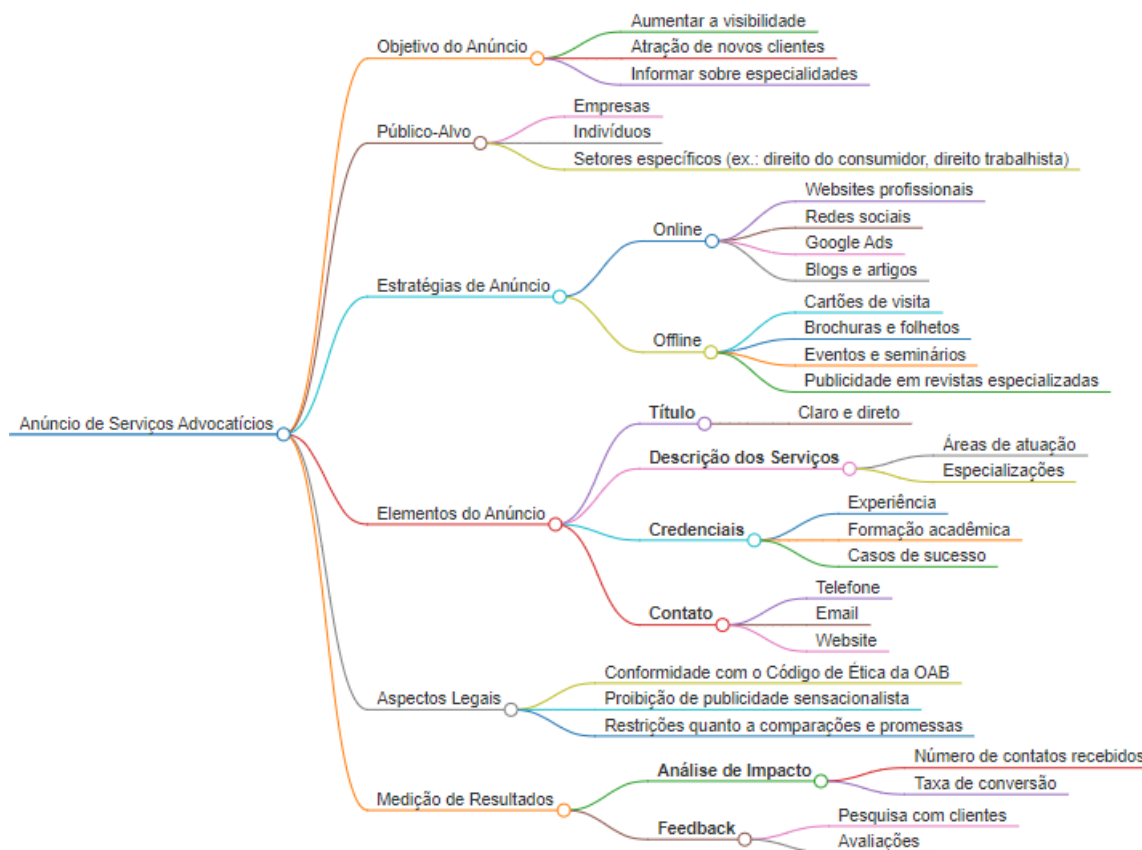 Anúncio de Serviços Advocatícios
Objetivo do Anúncio
Aumentar a visibilidade
Atração de novos clientes
Informar sobre especialidades
Público-Alvo
Empresas
Indivíduos
Setores específicos (ex.: direito do consumidor, direito trabalhista)
Estratégias de Anúncio
Online
Websites profissionais
Redes sociais
Google Ads
Blogs e artigos
Offline
Cartões de visita
Brochuras e folhetos
Eventos e seminários
Publicidade em revistas especializadas
Elementos do Anúncio
Título
Claro e direto
Descrição dos Serviços
Áreas de atuação
Especializações
Credenciais
Experiência
Formação acadêmica
Casos de sucesso
Contato
Telefone
Email
Website
Aspectos Legais
Conformidade com o Código de Ética da OAB
Proibição de publicidade sensacionalista
Restrições quanto a comparações e promessas
Medição de Resultados
Análise de Impacto
Número de contatos recebidos
Taxa de conversão
Feedback
Pesquisa com clientes
Avaliações